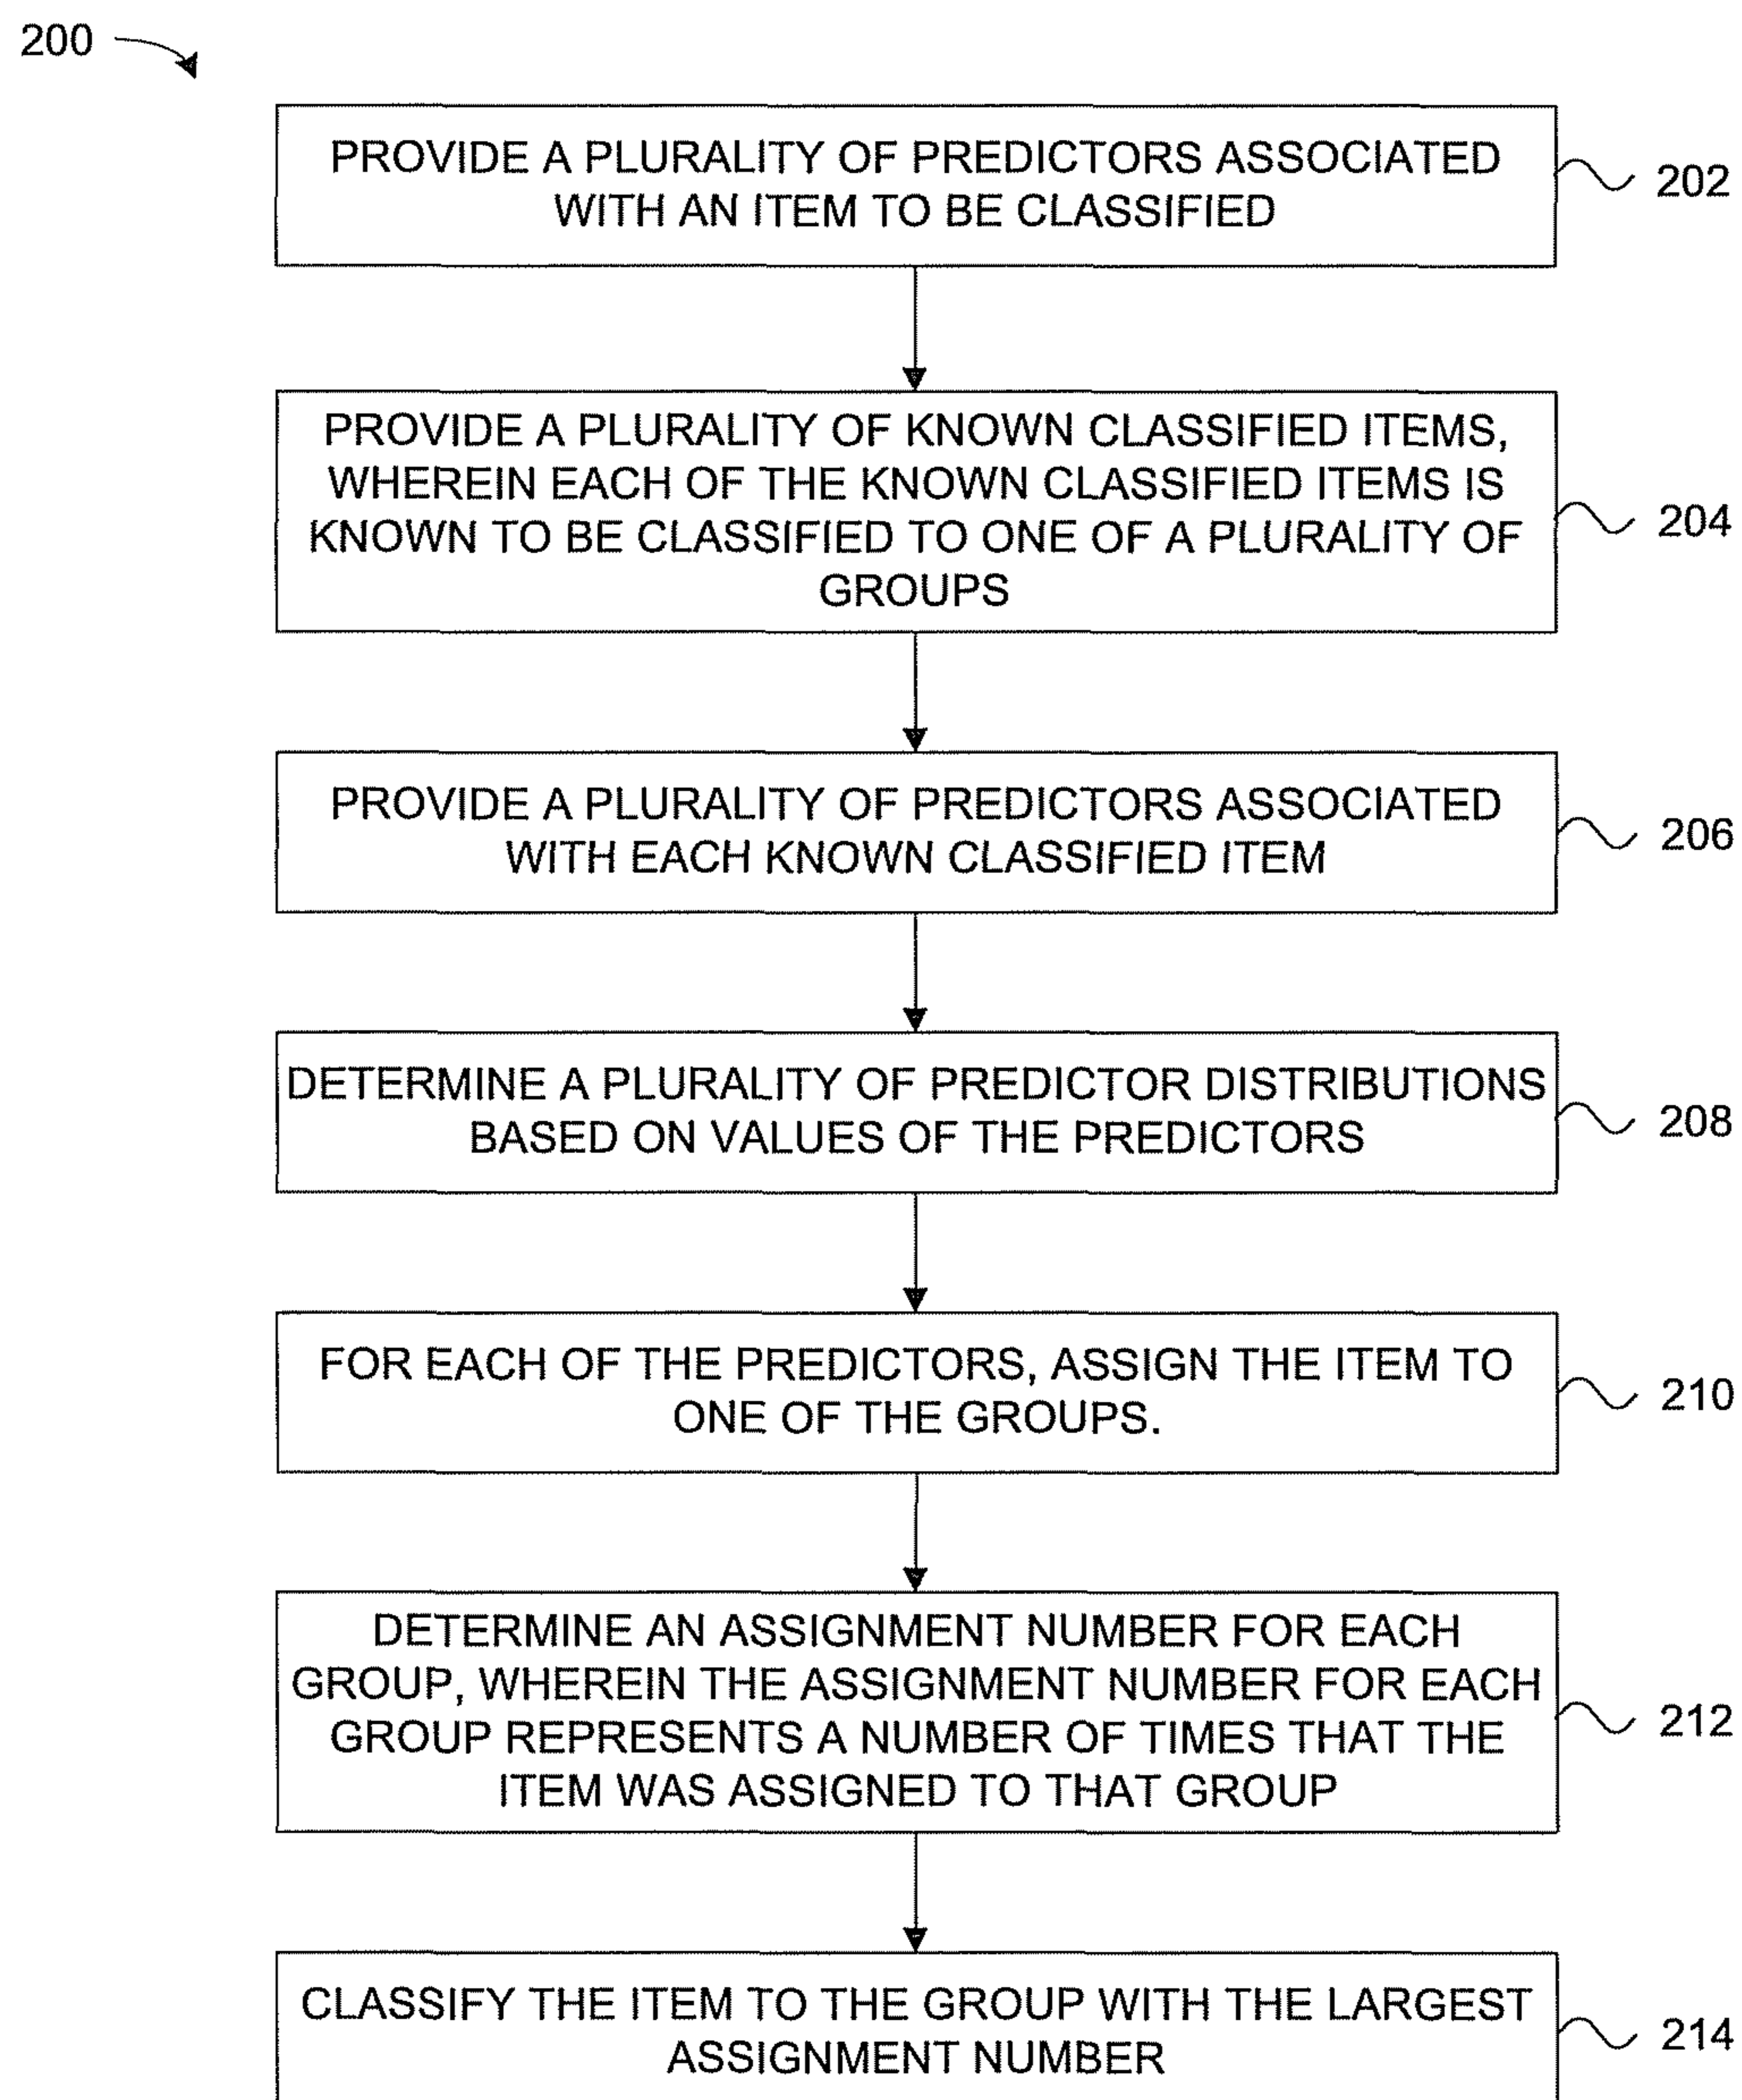 200
PROVIDE A PLURALITY OF PREDICTORS ASSOCIATED
WITH AN ITEM TO BE CLASSIFIED
202
PROVIDE A PLURALITY OF KNOWN CLASSIFIED ITEMS,
WHEREIN EACH OF THE KNOWN CLASSIFIED ITEMS IS
KNOWN TO BE CLASSIFIED TO ONE OF A PLURALITY OF
GROUPS
204
PROVIDE A PLURALITY OF PREDICTORS ASSOCIATED
WITH EACH KNOWN CLASSIFIED ITEM
206
DETERMINE A PLURALITY OF PREDICTOR DISTRIBUTIONS
BASED ON VALUES OF THE PREDICTORS
208
FOR EACH OF THE PREDICTORS, ASSIGN THE ITEM TO
ONE OF THE GROUPS.
210
DETERMINE AN ASSIGNMENT NUMBER FOR EACH
GROUP, WHEREIN THE ASSIGNMENT NUMBER FOR EACH
GROUP REPRESENTS A NUMBER OF TIMES THAT THE
ITEM WAS ASSIGNED TO THAT GROUP
212
CLASSIFY THE ITEM TO THE GROUP WITH THE LARGEST
ASSIGNMENT NUMBER
214